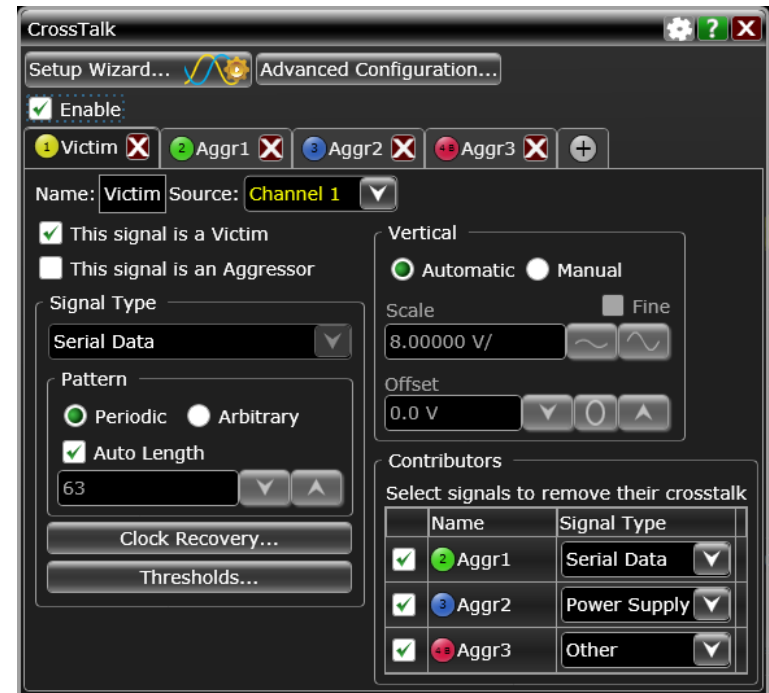 CrossTalk
?
Setup Wizard...
Advanced Configuration...
Enable
1 Victim
2 Aggr1
3 Aggr2
4 B Aggr3
Name: Victim Source: Channel 1
This signal is a Victim
This signal is an Aggressor
Signal Type
Serial Data
Pattern
Periodic
Arbitrary
Auto Length
63
Clock Recovery...
Thresholds...
Vertical
Automatic
Manual
Scale
Fine
8.00000 V/
Offset
0.0 V
0
Contributors
Select signals to remove their crosstalk
Name Signal Type
2 Aggr1 Serial Data
3 Aggr2 Power Supply
4 B Aggr3 Other